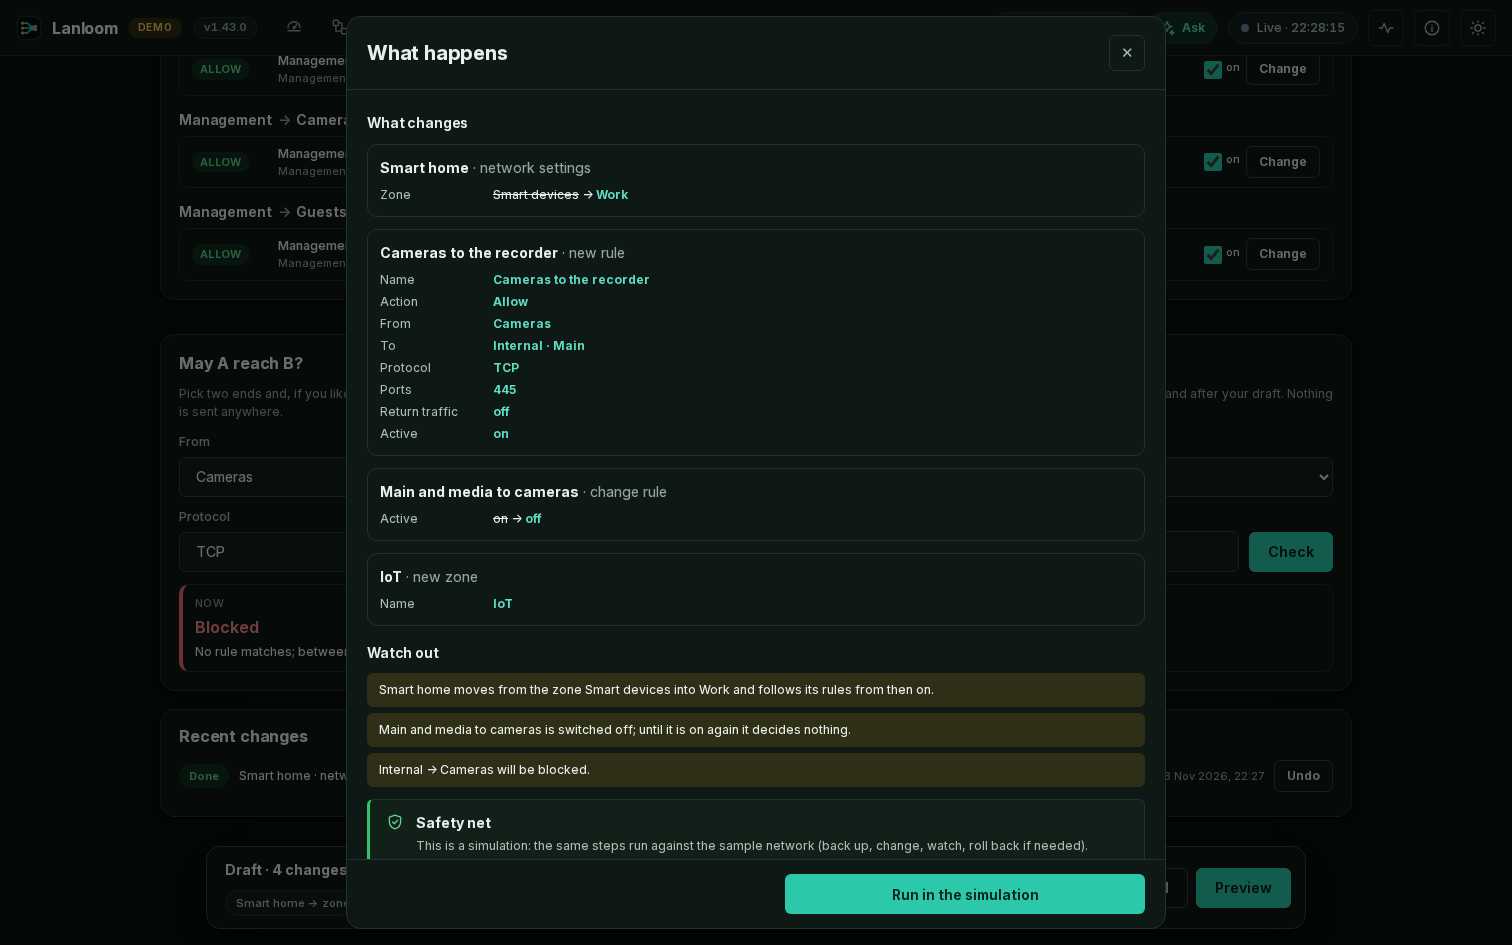 Lanloom DEMO v1.43.0 Ask Live · 22:28:15
What happens
ALLOW Management on Change
Management → Camera
ALLOW on Change
Management → Guests
ALLOW on Change
What changes
Smart home · network settings
Zone Smart devices → Work
Cameras to the recorder · new rule
Name Cameras to the recorder
Action Allow
From Cameras
To Internal · Main
Protocol TCP
Ports 445
Return traffic off
Active on
Main and media to cameras · change rule
Active on → off
IoT · new zone
Name IoT
Watch out
Smart home moves from the zone Smart devices into Work and follows its rules from then on.
Main and media to cameras is switched off; until it is on again it decides nothing.
Internal → Cameras will be blocked.
Safety net
This is a simulation: the same steps run against the sample network (back up, change, watch, roll back if needed).
Run in the simulation
May A reach B?
Pick two ends and, if you like and after your draft. Nothing
is sent anywhere.
From
Cameras
Protocol
TCP Check
NOW
Blocked
No rule matches; between
Recent changes
Done Smart home · netw Nov 2026, 22:27 Undo
Draft · 4 changes
Smart home → zone Preview